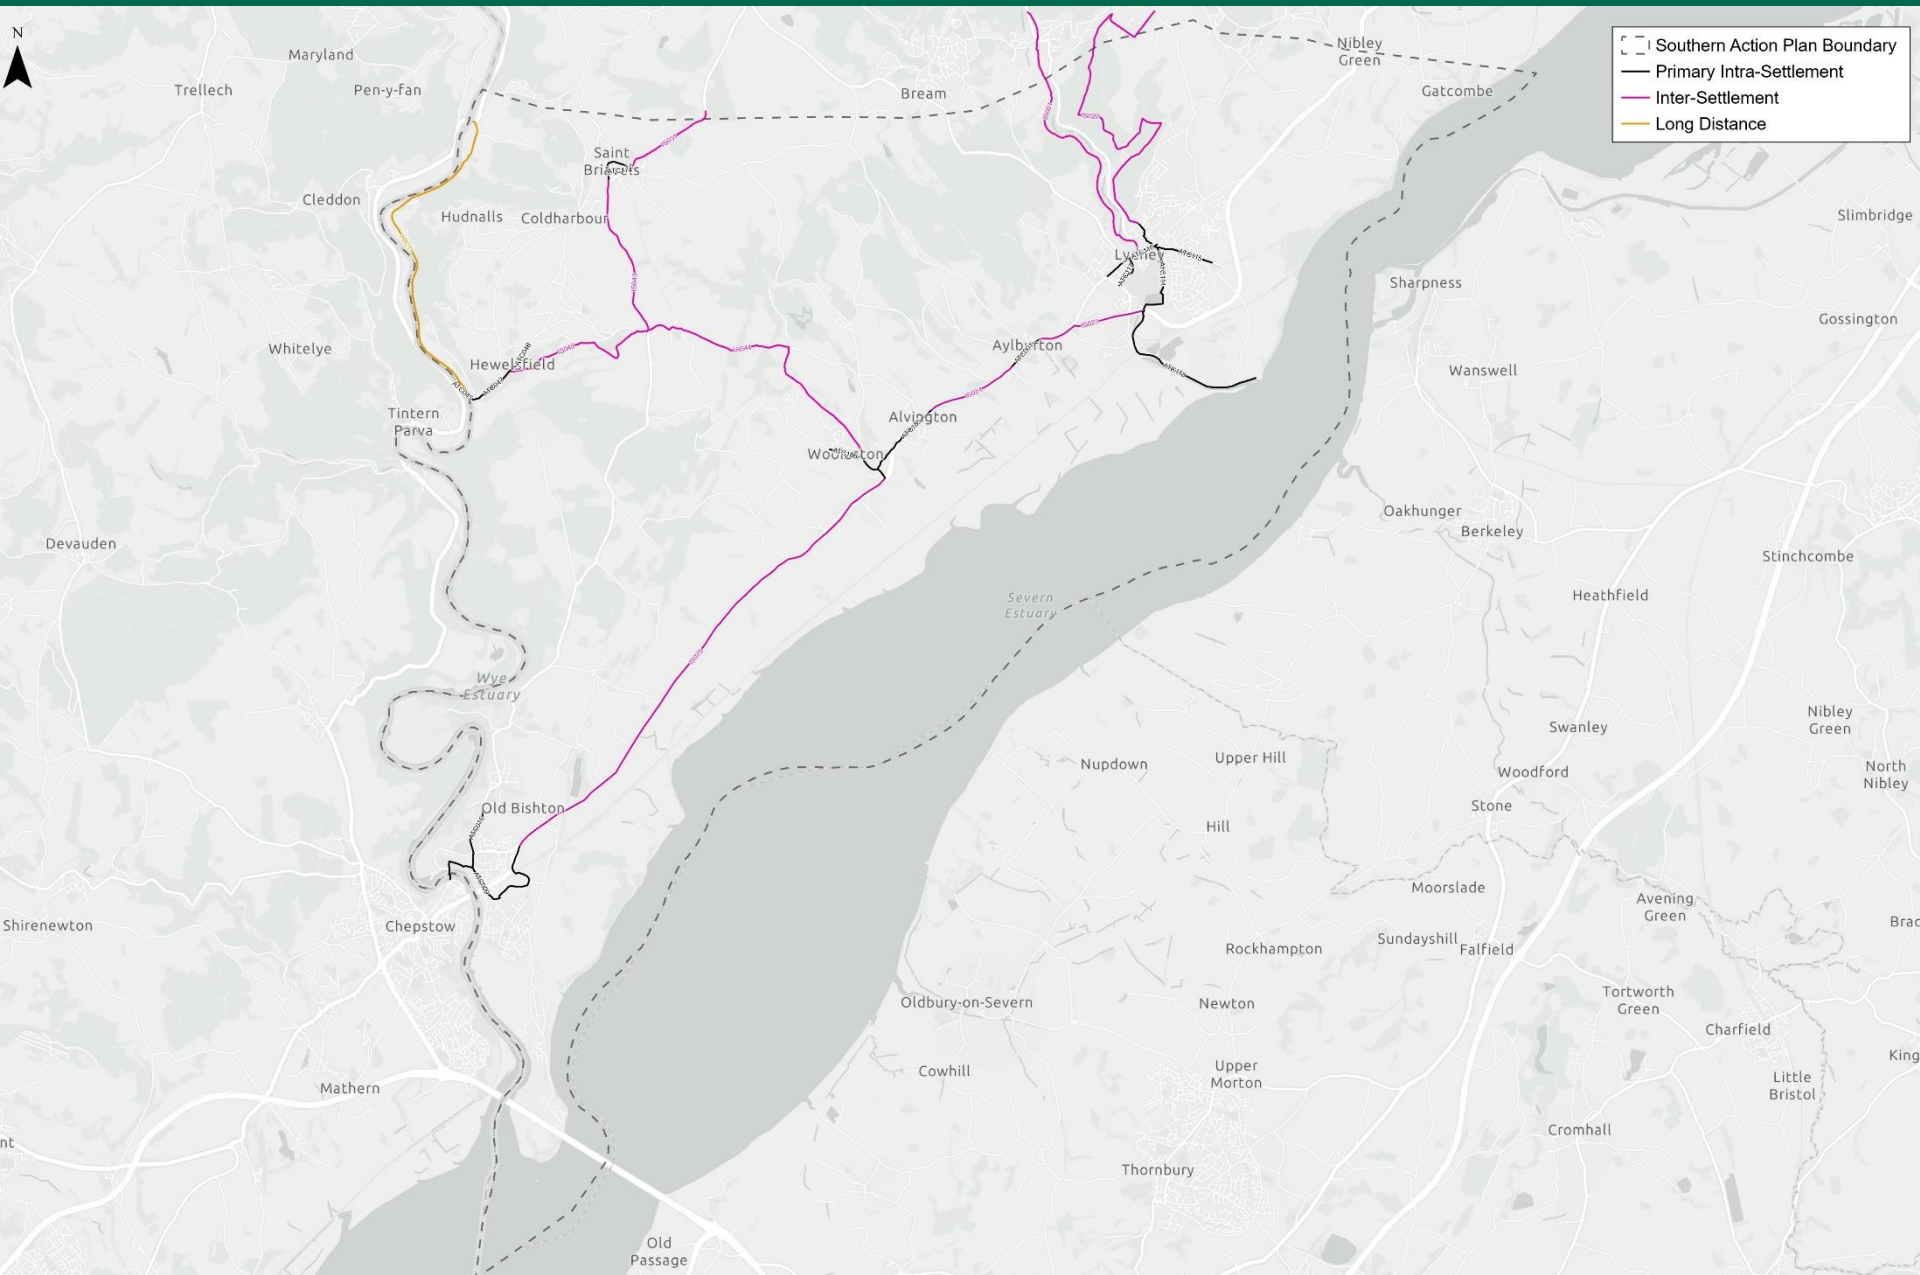 N
Southern Action Plan Boundary
Primary Intra-Settlement
Inter-Settlement
Long Distance
Maryland
Trellech
Pen-y-fan
Bream
Nibley
Green
Gatcombe
Saint
Briavels
Cleddon
Hudnalls
Coldharbour
Slimbridge
Lydney
Sharpness
Gossington
Whitelye
Hewelsfield
Aylburton
Wanswell
Tintern
Parva
Alvington
Woolaston
Oakhunger
Berkeley
Devauden
Stinchcombe
Severn
Estuary
Heathfield
Wye
Estuary
Nibley
Green
Swanley
Nupdown
Upper Hill
Woodford
North
Nibley
Stone
Old Bishton
Hill
Moorslade
Avening
Green
Shirenewton
Chepstow
Brac
Rockhampton
Sundayshill
Falfield
Oldbury-on-Severn
Newton
Tortworth
Green
Charfield
King
Mathern
Cowhill
Upper
Morton
Little
Bristol
nt
Cromhall
Thornbury
Old
Passage